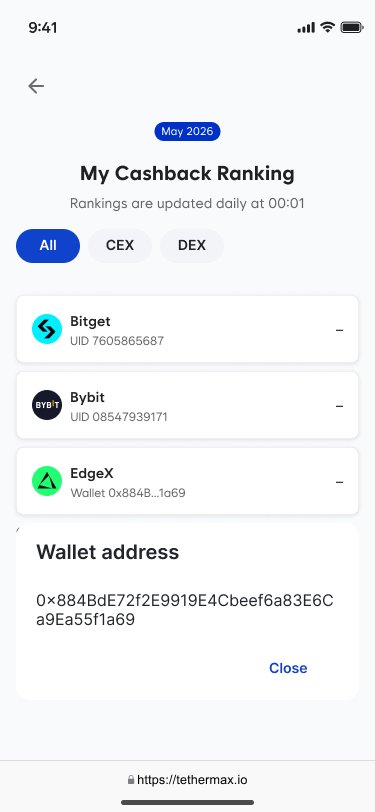 9:41
May 2026
My Cashback Ranking
Rankings are updated daily at 00:01
All
CEX
DEX
Bitget
UID 7605865687
–
BYBIT
Bybit
UID 08547939171
–
EdgeX
Wallet 0x884B...1a69
–
Wallet address
0×884BdE72f2E9919E4Cbeef6a83E6C
a9Ea55f1a69
Close
https://tethermax.io